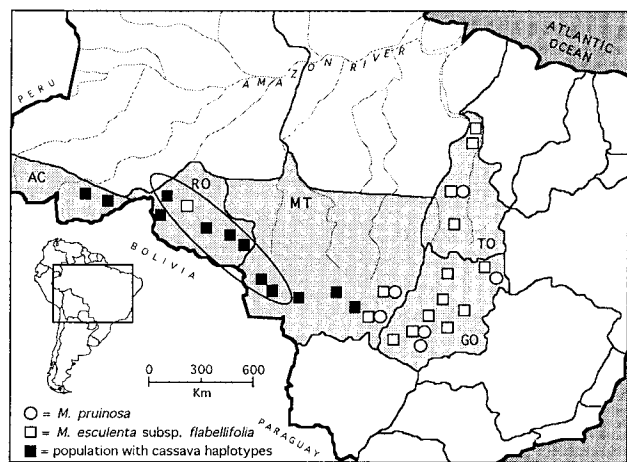 ATLANTIC
OCEAN
PERU
AMAZON RIVER
AC
RO
MT
TO
BOLIVIA
GO
0 300 600
Km
PARAGUAY
= M. pruinosa
= M. esculenta subsp. flabellifolia
= population with cassava haplotypes